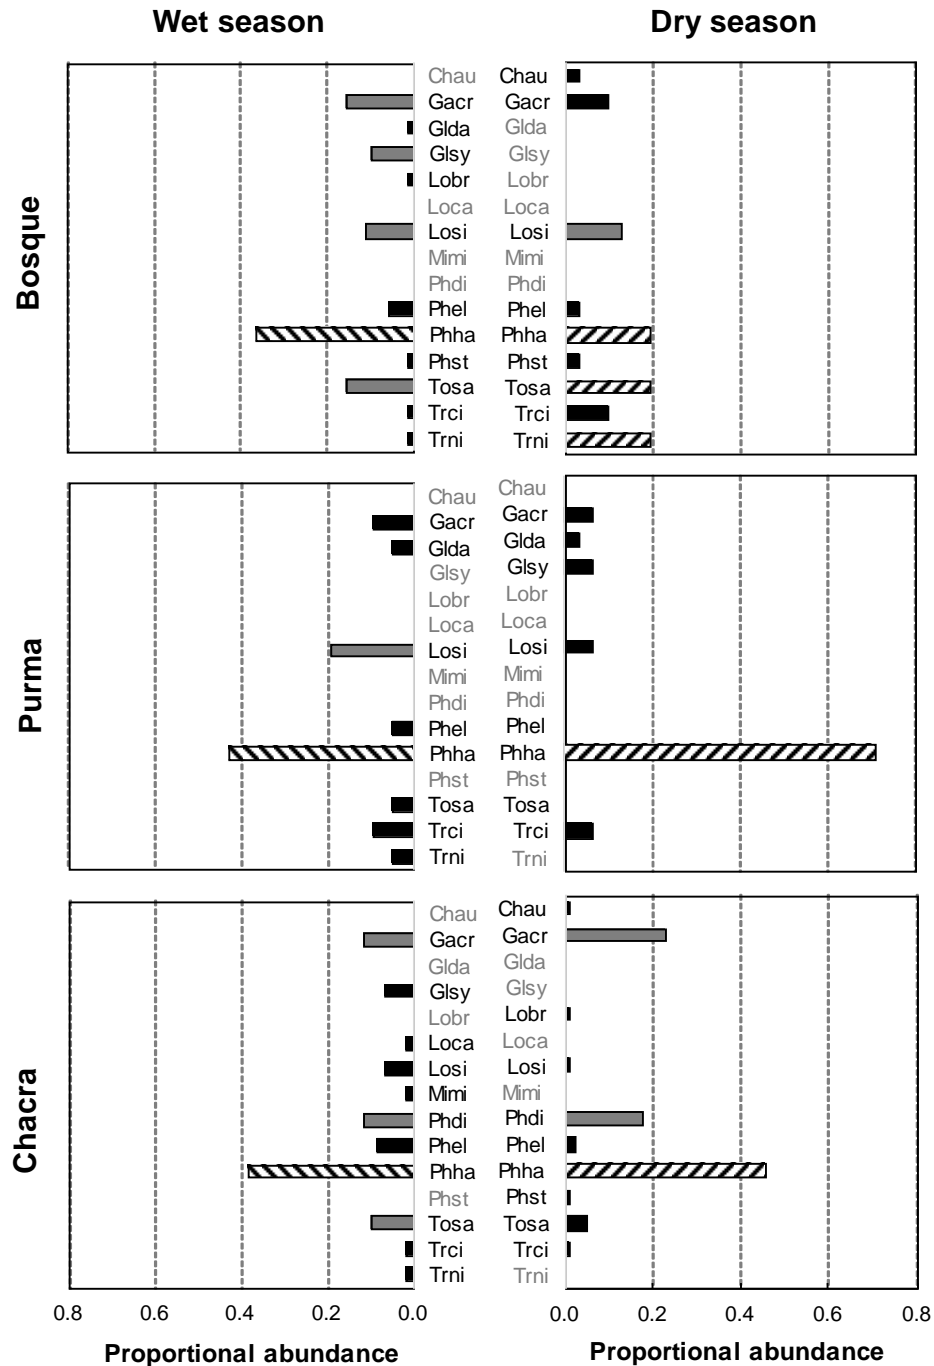 Wet season
Dry season
Bosque
Chau
Gacr
Glda
Glsy
Lobr
Loca
Losi
Mimi
Phdi
Phel
Phha
Phst
Tosa
Trci
Trni
Chau
Gacr
Glda
Glsy
Lobr
Loca
Losi
Mimi
Phdi
Phel
Phha
Phst
Tosa
Trci
Trni
Purma
Chau
Gacr
Glda
Glsy
Lobr
Loca
Losi
Mimi
Phdi
Phel
Phha
Phst
Tosa
Trci
Trni
Chau
Gacr
Glda
Glsy
Lobr
Loca
Losi
Mimi
Phdi
Phel
Phha
Phst
Tosa
Trci
Trni
Chacra
Chau
Gacr
Glda
Glsy
Lobr
Loca
Losi
Mimi
Phdi
Phel
Phha
Phst
Tosa
Trci
Trni
Chau
Gacr
Glda
Glsy
Lobr
Loca
Losi
Mimi
Phdi
Phel
Phha
Phst
Tosa
Trci
Trni
0.8 0.6 0.4 0.2 0.0
0.0 0.2 0.4 0.6 0.8
Proportional abundance
Proportional abundance